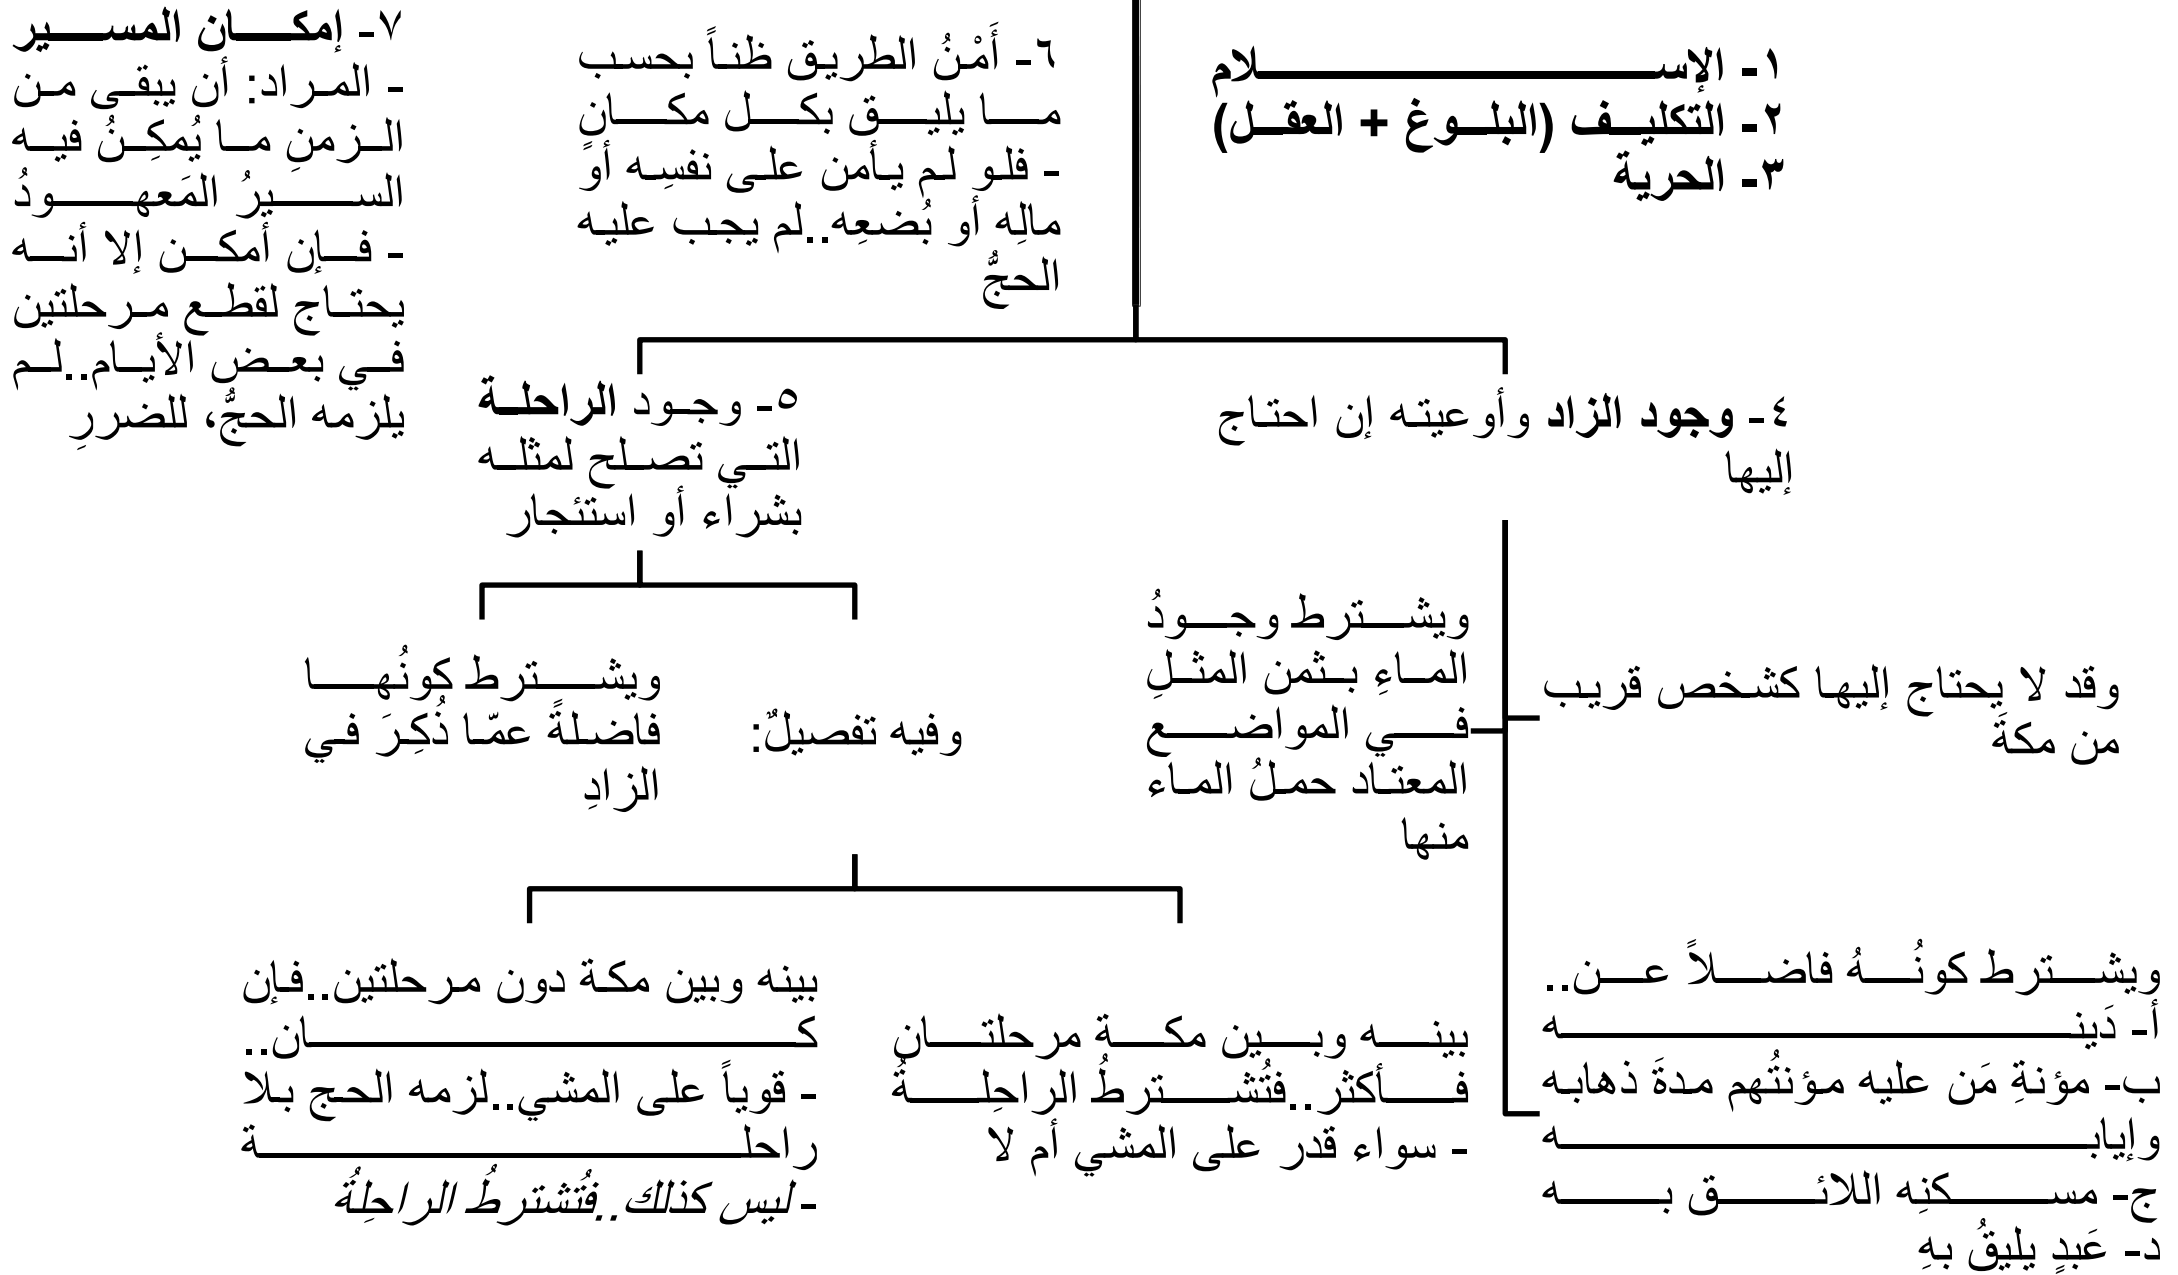 ١- الإسلام
٢- التكليف (البلوغ + العقل)
٣- الحرية
٤- وجود الزاد وأوعيته إن احتاج
إليها
وقد لا يحتاج إليها كشخص قريب
من مكةَ
ويشترط وجودُ
الماءِ بثمن المثلِ
في المواضع
المعتاد حملُ الماء
منها
ويشترط كونُهُ فاضلاً عن..
أ- دَينه
ب- مؤنةِ مَن عليه مؤنتُهم مدةَ ذهابه
وإيابه
ج- مسكنِه اللائق به
د- عَبدٍ يليقُ بهِ
٥- وجود الراحلة
التي تصلح لمثله
بشراء أو استئجار
وفيه تفصيلٌ:
بينه وبين مكة مرحلتان
فأكثر..فتُشترطُ الراحِلةُ
- سواء قدر على المشي أم لا
بينه وبين مكة دون مرحلتين..فإن
كان..
- قوياً على المشي..لزمه الحج بلا
راحلة
- ليس كذلك..فتُشترطُ الراحِلةُ
ويشترط كونُها
فاضلةً عمّا ذُكِرَ في
الزادِ
٦- أَمْنُ الطريق ظناً بحسب
ما يليق بكل مكانٍ
- فلو لم يأمن على نفسِه أو
مالِه أو بُضعِه..لم يجب عليه
الحجُّ
٧- إمكان المسير
- المراد: أن يبقى من
الزمنِ ما يُمكِنُ فيه
السيرُ المَعهودُ
- فإن أمكن إلا أنه
يحتاج لقطع مرحلتين
في بعض الأيام..لم
يلزمه الحجُّ، للضررِ